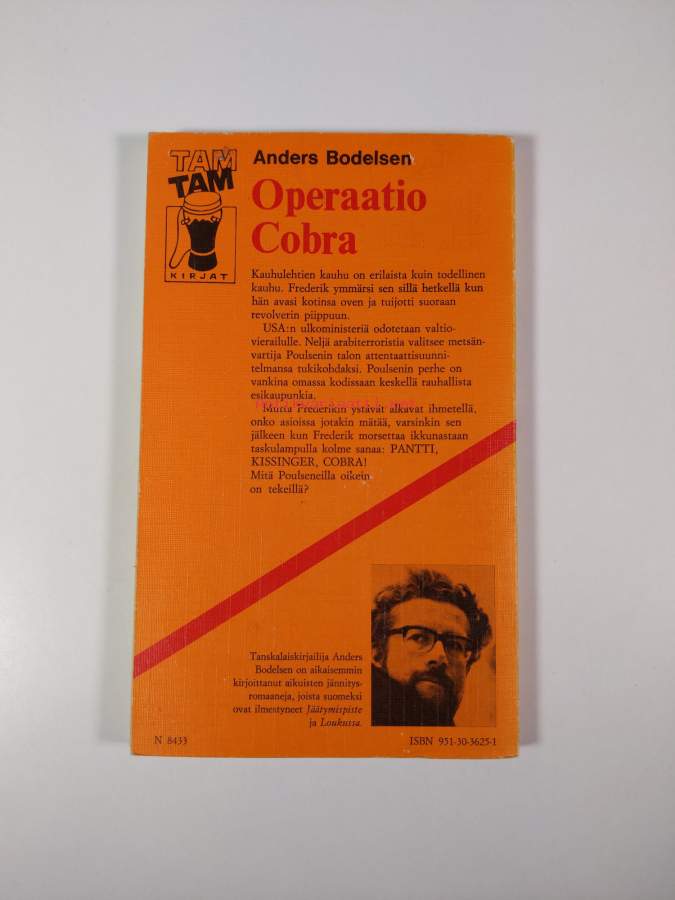 TAM
TAM
KIRJAT
Anders Bodelsen
Operaatio
Cobra
Kauhulehtien kauhu on erilaista kuin todellinen
kauhu. Frederik ymmärsi sen sillä hetkellä kun
hän avasi kotinsa oven ja tuijotti suoraan
revolverin piippuun.
USA:n ulkoministeriä odotetaan valtio-
vierailulle. Neljä arabiterroristia valitsee metsän-
vartija Poulsenin talon attentaattisuunni-
telmansa tukikohdaksi. Poulsenin perhe on
vankina omassa kodissaan keskellä rauhallista
esikaupunkia.
Mutta Frederikin ystävät alkavat ihmetellä,
onko asioissa jotakin mätää, varsinkin sen
jälkeen kun Frederik morsettaa ikkunastaan
taskulampulla kolme sanaa: PANTTI,
KISSINGER, COBRA!
Mitä Poulseneilla oikein
on tekeillä?
Tanskalaiskirjailija Anders
Bodelsen on aikaisemmin
kirjoittanut aikuisten jännitys-
romaaneja, joista suomeksi
ovat ilmestyneet Jäätymispiste
ja Loukussa.
N 8433
ISBN 951-30-3625-1